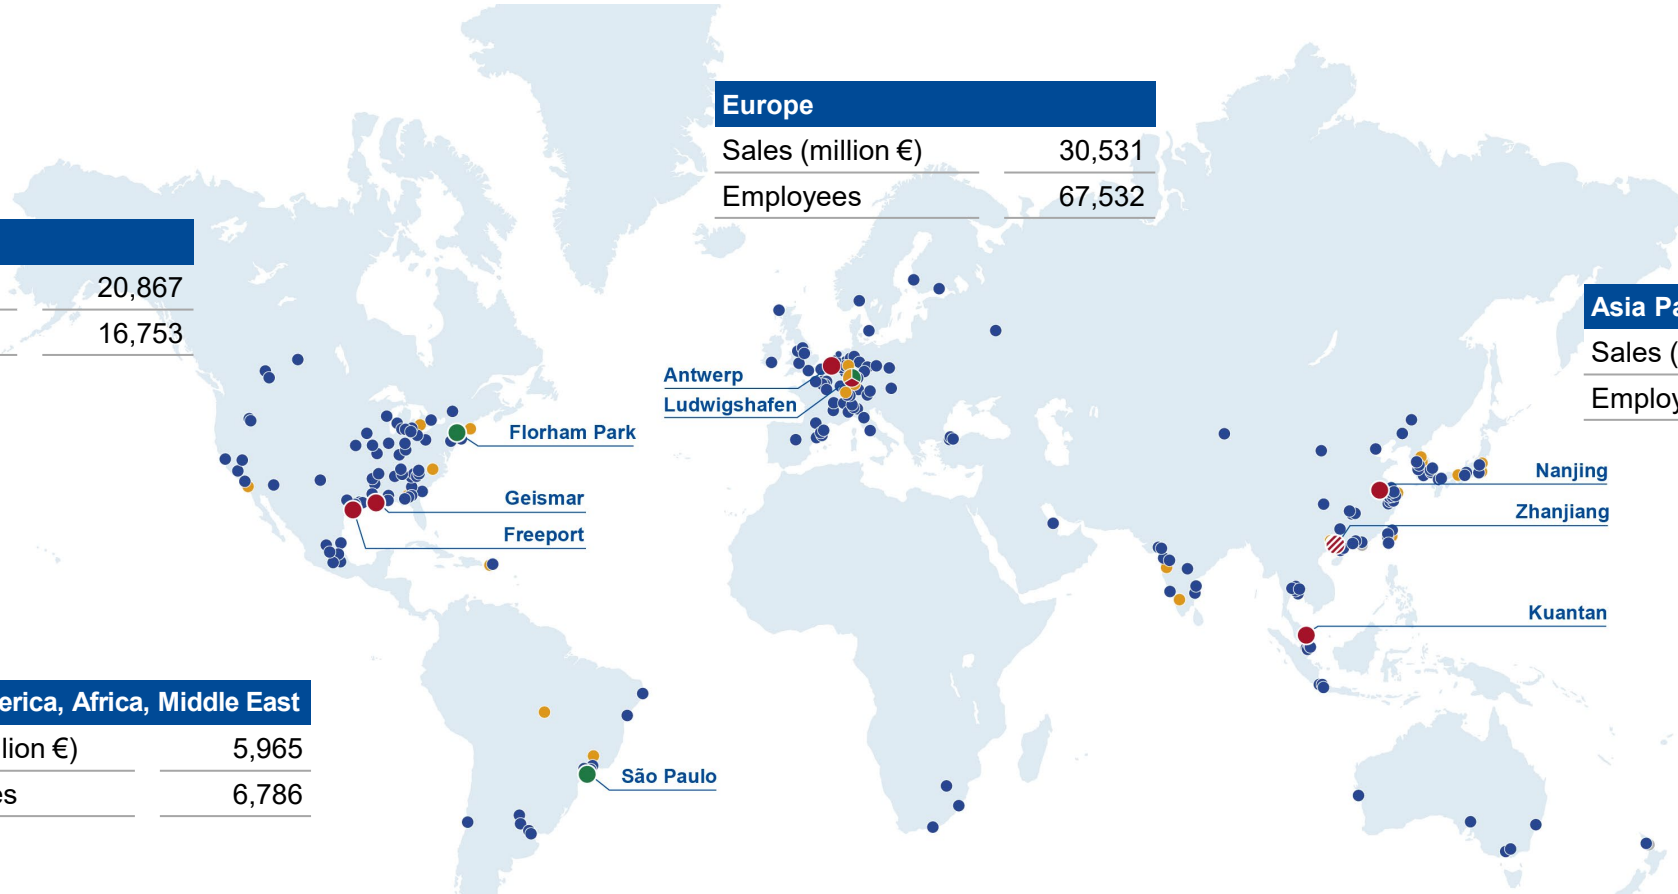 Europe
Sales (million €) 30,531
Employees 67,532
20,867
16,753
Asia Pa
Sales (
Employ
Antwerp
Ludwigshafen
Florham Park
Geismar
Freeport
Nanjing
Zhanjiang
Kuantan
erica, Africa, Middle East
lion €) 5,965
es 6,786
São Paulo